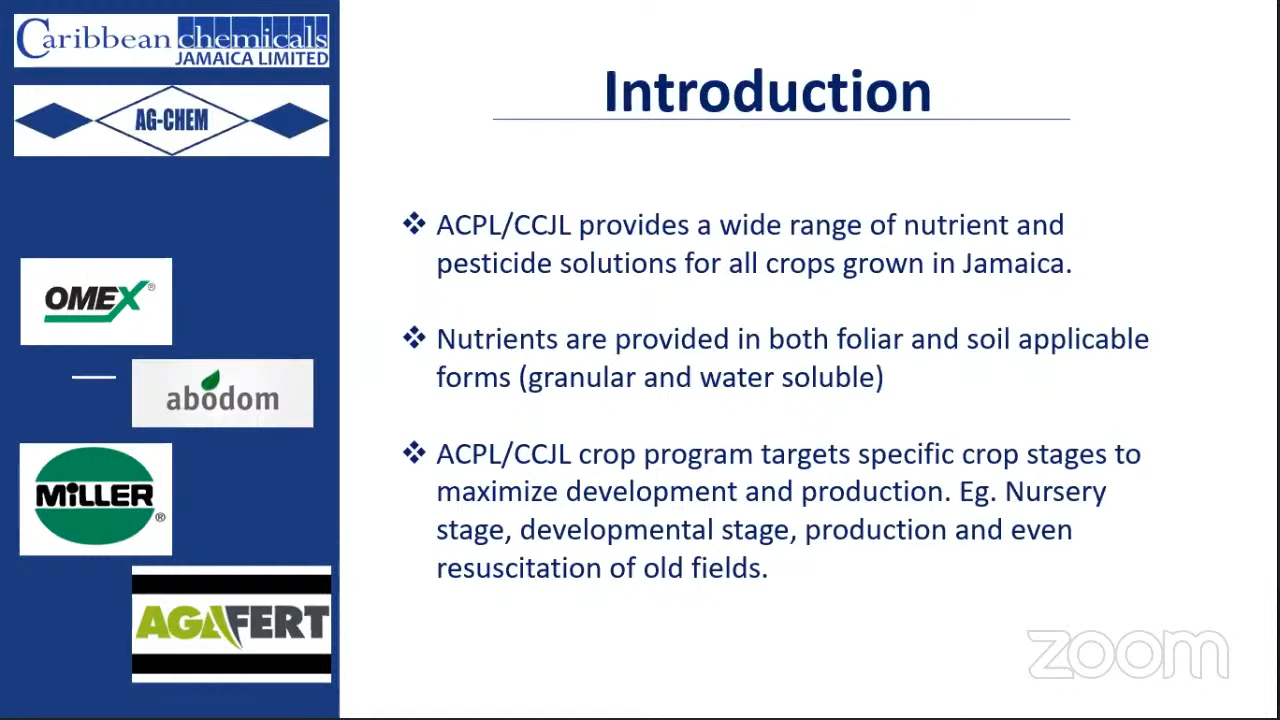 Caribbean chemicals
JAMAICA LIMITED
AG-CHEM
OMEX®
abodom
MiLLER®
AGAFERT
Introduction
❖ ACPL/CCJL provides a wide range of nutrient and
pesticide solutions for all crops grown in Jamaica.
❖ Nutrients are provided in both foliar and soil applicable
forms (granular and water soluble)
❖ ACPL/CCJL crop program targets specific crop stages to
maximize development and production. Eg. Nursery
stage, developmental stage, production and even
resuscitation of old fields.
zoom